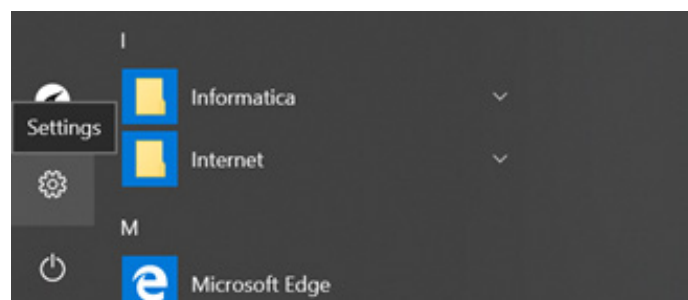 I
Informatica
Settings
Internet
M
Microsoft Edge